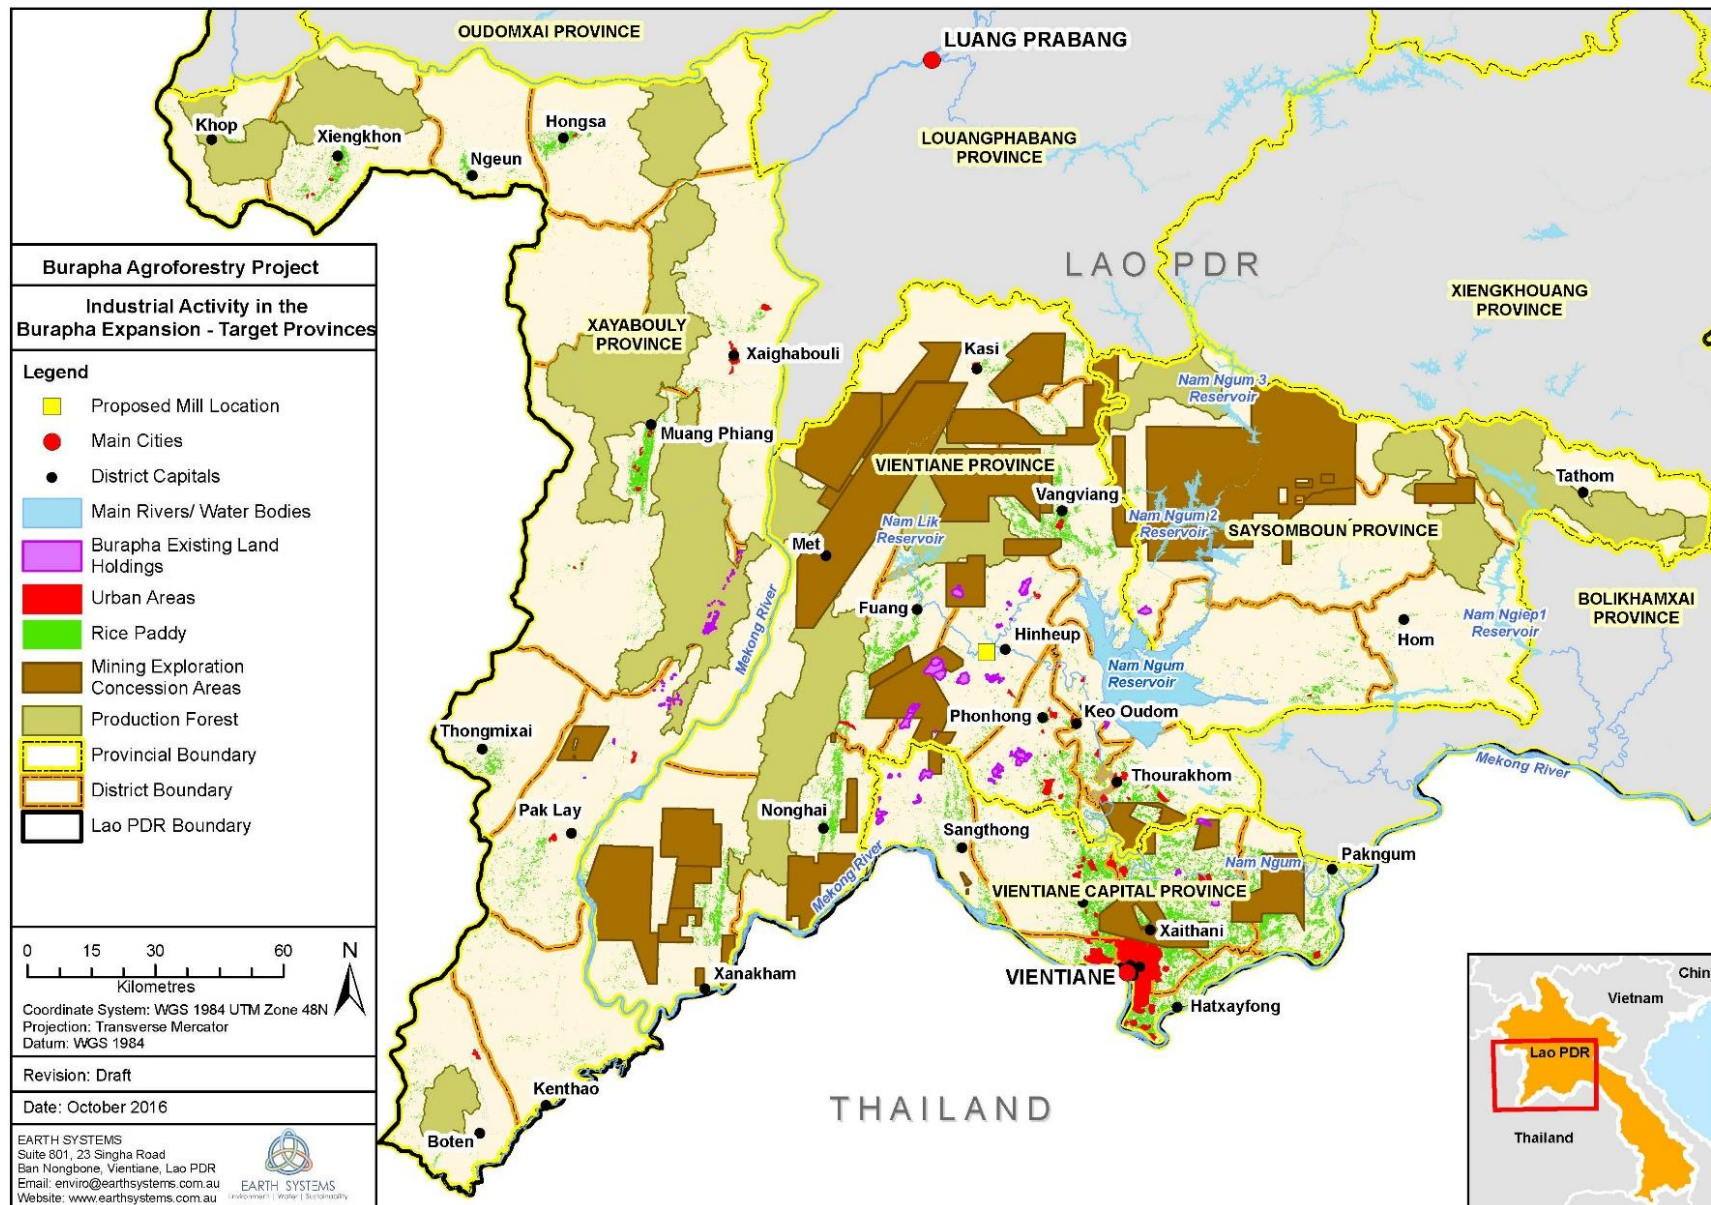 Burapha Agroforestry Project
Industrial Activity in the
Burapha Expansion - Target Provinces
Legend
Proposed Mill Location
Main Cities
District Capitals
Main Rivers/ Water Bodies
Burapha Existing Land
Holdings
Urban Areas
Rice Paddy
Mining Exploration
Concession Areas
Production Forest
Provincial Boundary
District Boundary
Lao PDR Boundary
0 15 30 60
Kilometres
N
Coordinate System: WGS 1984 UTM Zone 48N
Projection: Transverse Mercator
Datum: WGS 1984
Revision: Draft
Date: October 2016
EARTH SYSTEMS
Suite 801, 23 Singha Road
Ban Nongbone, Vientiane, Lao PDR
Email: enviro@earthsystems.com.au
Website: www.earthsystems.com.au
EARTH SYSTEMS
Environment | Water | Sustainability
OUDOMXAI PROVINCE
LUANG PRABANG
Khop
Xiengkhon
Ngeun
Hongsa
LOUANGPHABANG
PROVINCE
LAO PDR
XIENGKHOUANG
PROVINCE
XAYABOULY
PROVINCE
Xaighabouli
Kasi
Nam Ngum 3
Reservoir
Muang Phiang
VIENTIANE PROVINCE
Vangviang
Tathom
Nam Ngum 2
Reservoir
SAYSOMBOUN PROVINCE
Nam Lik
Reservoir
Met
Fuang
Hinheup
Hom
Nam Ngiep1
Reservoir
BOLIKHAMXAI
PROVINCE
Mekong River
Nam Ngum
Reservoir
Thongmixai
Phonhong
Keo Oudom
Thourakhom
Mekong River
Pak Lay
Nonghai
Sangthong
Mekong River
Nam Ngum
Pakngum
VIENTIANE CAPITAL PROVINCE
Xaithani
Xanakham
VIENTIANE
Hatxayfong
Kenthao
Boten
THAILAND
Chin
Vietnam
Lao PDR
Thailand